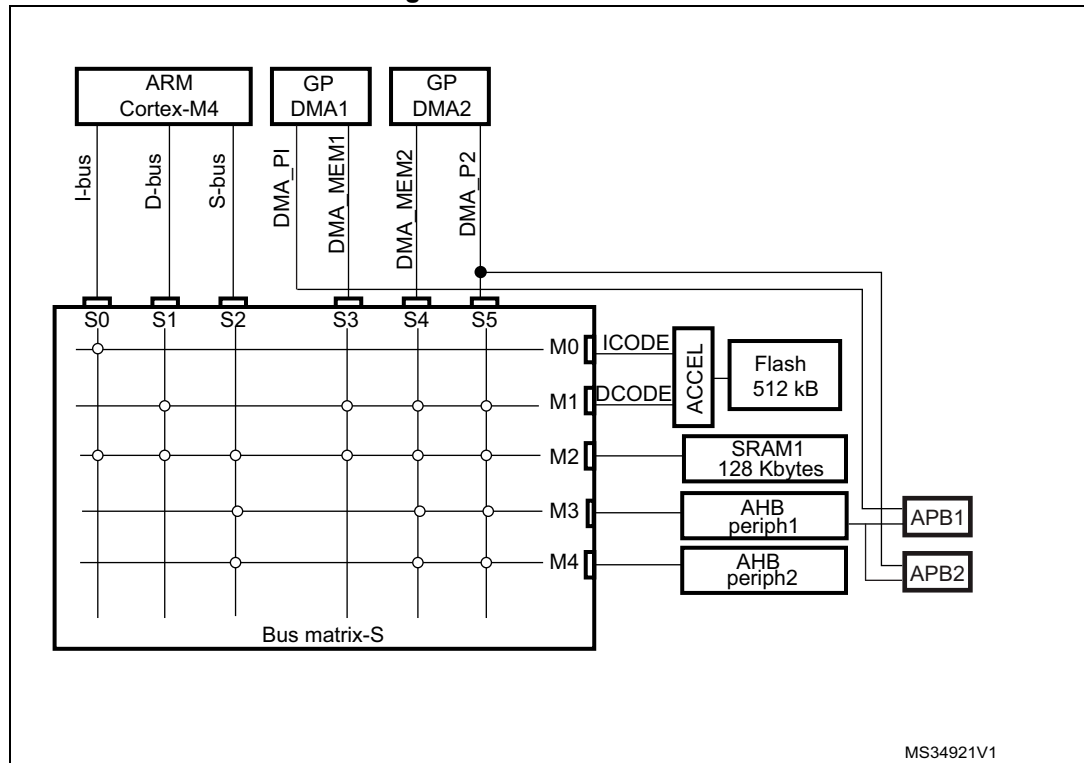 ARM
Cortex-M4
GP
DMA1
GP
DMA2
I-bus
D-bus
S-bus
DMA_PI
DMA_MEM1
DMA_MEM2
DMA_P2
S0
S1
S2
S3
S4
S5
M0
ICODE
M1
DCODE
ACCEL
Flash
512 kB
M2
SRAM1
128 Kbytes
M3
AHB
periph1
APB1
M4
AHB
periph2
APB2
Bus matrix-S
MS34921V1